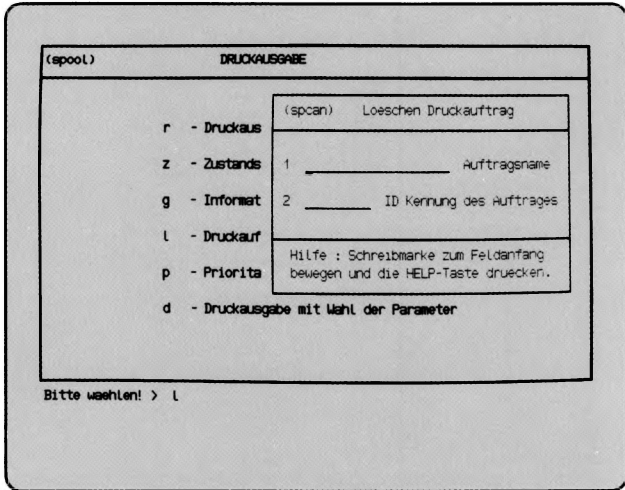 (spool) DRUCKAUSGABE
(spcan) Loeschen Druckauftrag
r - Druckaus
z - Zustands
1 Auftragsname
g - Informat
2 ID Kennung des Auftrages
l - Druckauf
Hilfe : Schreibmarke zum Feldanfang
p - Priorita
bewegen und die HELP-Taste druecken.
d - Druckausgabe mit Wahl der Parameter
Bitte waehlen! > l